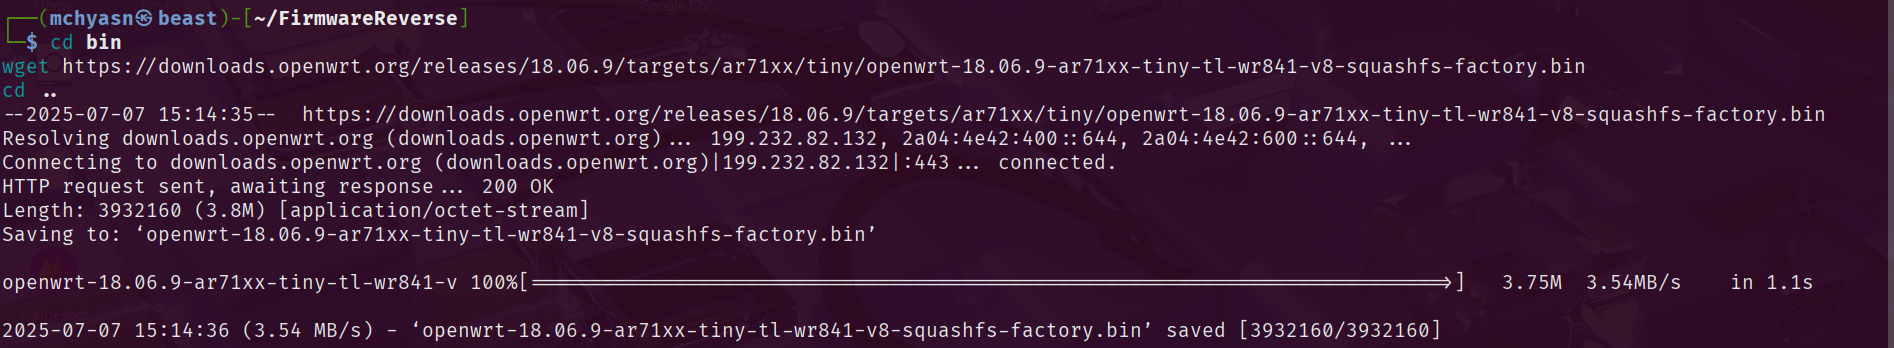 ┌──(mchyasn㉿beast)-[~/FirmwareReverse]
└─$ cd bin
wget https://downloads.openwrt.org/releases/18.06.9/targets/ar71xx/tiny/openwrt-18.06.9-ar71xx-tiny-tl-wr841-v8-squashfs-factory.bin
cd ..
--2025-07-07 15:14:35--  https://downloads.openwrt.org/releases/18.06.9/targets/ar71xx/tiny/openwrt-18.06.9-ar71xx-tiny-tl-wr841-v8-squashfs-factory.bin
Resolving downloads.openwrt.org (downloads.openwrt.org)... 199.232.82.132, 2a04:4e42:400::644, 2a04:4e42:600::644, ...
Connecting to downloads.openwrt.org (downloads.openwrt.org)|199.232.82.132|:443... connected.
HTTP request sent, awaiting response... 200 OK
Length: 3932160 (3.8M) [application/octet-stream]
Saving to: ‘openwrt-18.06.9-ar71xx-tiny-tl-wr841-v8-squashfs-factory.bin’
openwrt-18.06.9-ar71xx-tiny-tl-wr841-v 100%[=============================================================================>]   3.75M  3.54MB/s    in 1.1s
2025-07-07 15:14:36 (3.54 MB/s) - ‘openwrt-18.06.9-ar71xx-tiny-tl-wr841-v8-squashfs-factory.bin’ saved [3932160/3932160]